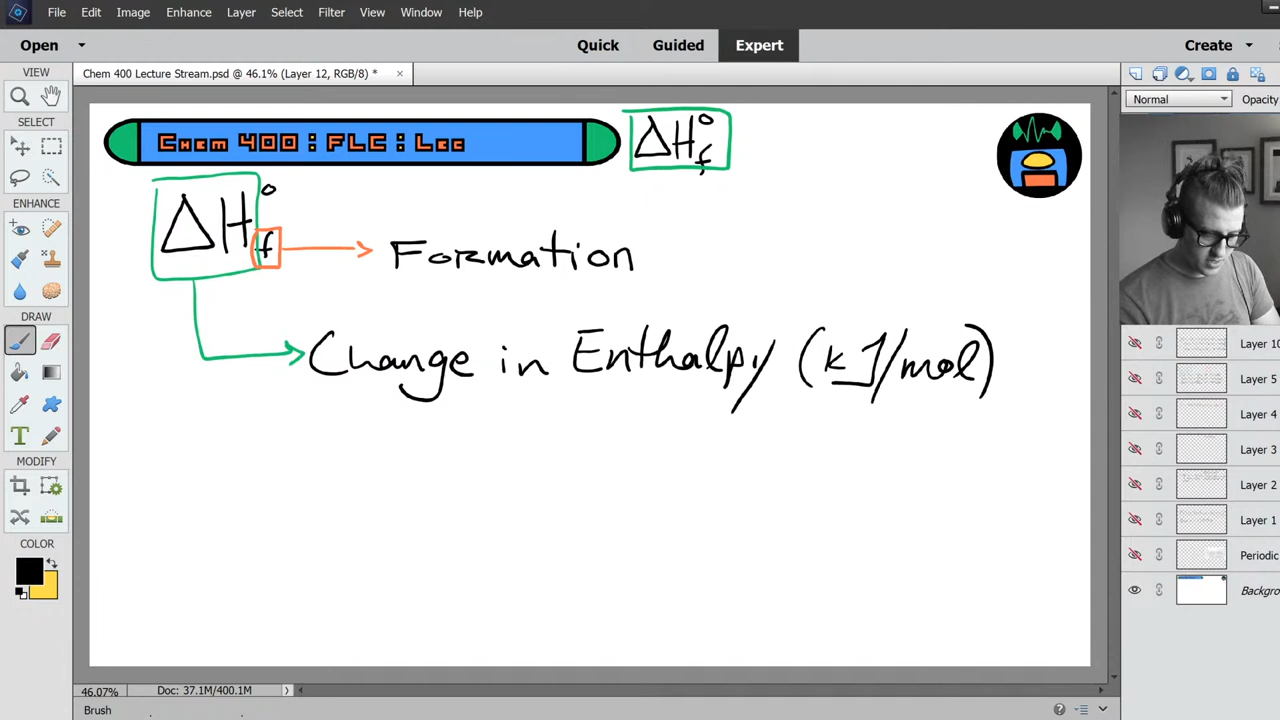 File Edit Image Enhance Layer Select Filter View Window Help
Open Quick Guided Expert Create
VIEW
Chem 400 Lecture Stream.psd @ 46.1% (Layer 12, RGB/8) * ×
Normal Opacity
SELECT
Chem 400 : FLC : Lec
ΔH°f
ENHANCE
ΔH°f → Formation
Change in Enthalpy (kJ/mol)
DRAW
Layer 10
Layer 5
Layer 4
Layer 3
Layer 2
Layer 1
Periodic
Backgro
MODIFY
COLOR
46.07% Doc: 37.1M/400.1M
Brush